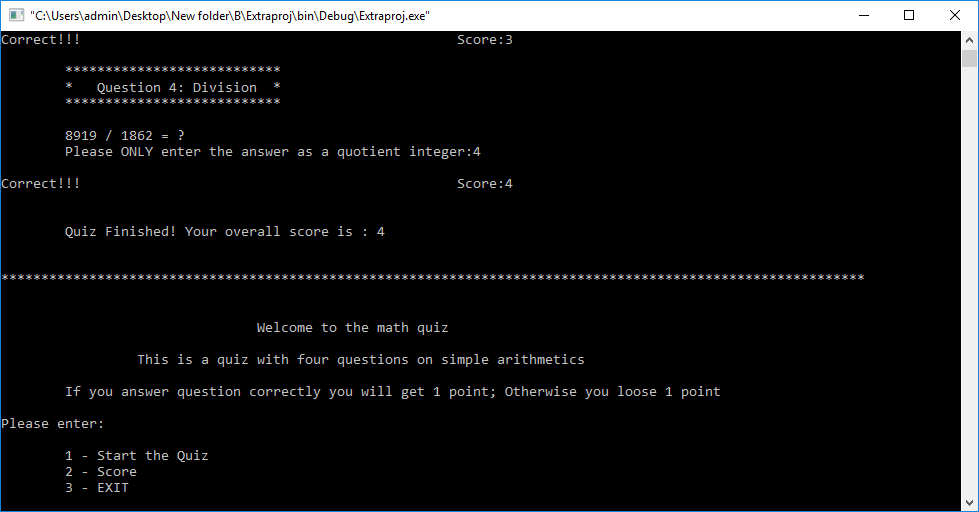 "C:\Users\admin\Desktop\New folder\B\Extraproj\bin\Debug\Extraproj.exe"
Correct!!! Score:3
***************************
* Question 4: Division *
***************************
8919 / 1862 = ?
Please ONLY enter the answer as a quotient integer:4
Correct!!! Score:4
Quiz Finished! Your overall score is : 4
************************************************************************************************************
Welcome to the math quiz
This is a quiz with four questions on simple arithmetics
If you answer question correctly you will get 1 point; Otherwise you loose 1 point
Please enter:
1 - Start the Quiz
2 - Score
3 - EXIT